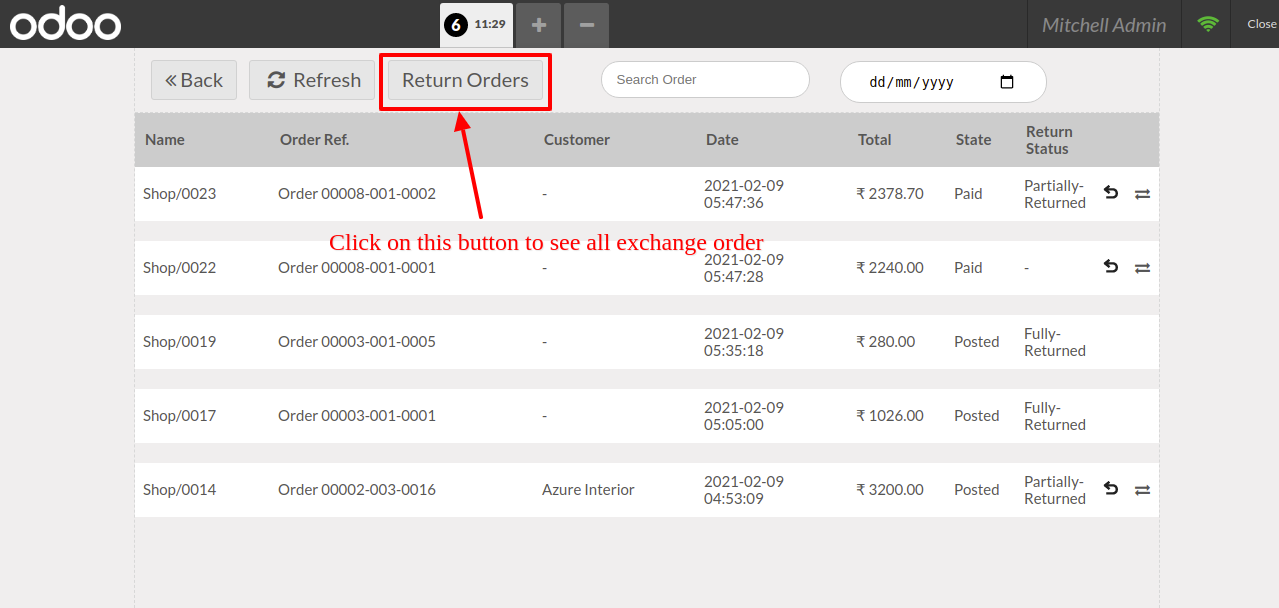 odoo
6 11:29 + − Mitchell Admin Close
« Back Refresh Return Orders Search Order dd/mm/yyyy
Name Order Ref. Customer Date Total State Return Status
Shop/0023 Order 00008-001-0002 - 2021-02-09 05:47:36 ₹ 2378.70 Paid Partially-Returned
Click on this button to see all exchange order
Shop/0022 Order 00008-001-0001 - 2021-02-09 05:47:28 ₹ 2240.00 Paid -
Shop/0019 Order 00003-001-0005 - 2021-02-09 05:35:18 ₹ 280.00 Posted Fully-Returned
Shop/0017 Order 00003-001-0001 - 2021-02-09 05:05:00 ₹ 1026.00 Posted Fully-Returned
Shop/0014 Order 00002-003-0016 Azure Interior 2021-02-09 04:53:09 ₹ 3200.00 Posted Partially-Returned